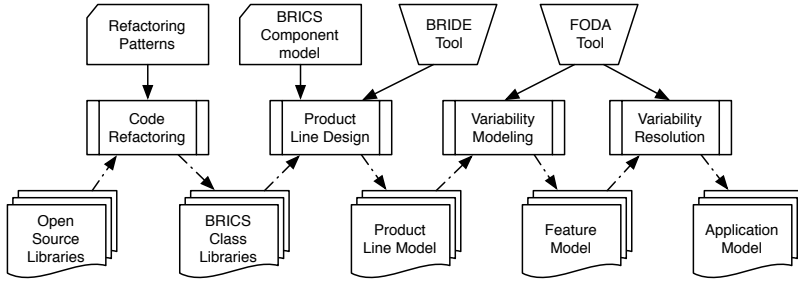 Refactoring
Patterns
BRICS
Component
model
BRIDE
Tool
FODA
Tool
Code
Refactoring
Product
Line Design
Variability
Modeling
Variability
Resolution
Open
Source
Libraries
BRICS
Class
Libraries
Product
Line Model
Feature
Model
Application
Model